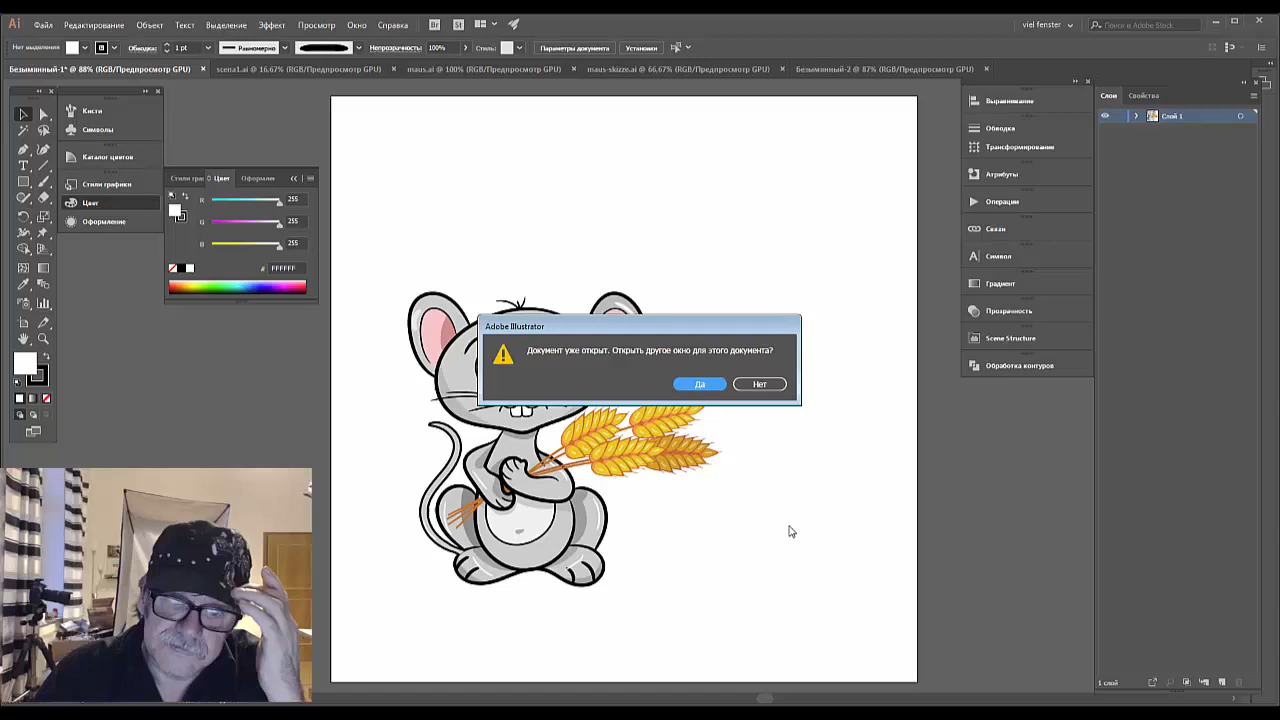 Ai Файл Редактирование Объект Текст Выделение Эффект Просмотр Окно Справка Br St viel fenster Поиск в Adobe Stock
Нет выделения Обводка: 1 pt Равномерно Непрозрачность: 100% Стиль: Параметры документа Установки
Безымянный-1* @ 88% (RGB/Предпросмотр GPU) scena1.ai @ 16,67% (RGB/Предпросмотр GPU) maus.ai @ 100% (RGB/Предпросмотр GPU) maus-skizze.ai @ 66,67% (RGB/Предпросмотр GPU) Безымянный-2 @ 87% (RGB/Предпросмотр GPU)
Кисти
Символы
Каталог цветов
Стили графики
Цвет
Оформление
Стили гра Цвет Оформлен
R 255
G 255
B 255
# FFFFFF
Adobe Illustrator
Документ уже открыт. Открыть другое окно для этого документа?
Да Нет
Выравнивание
Обводка
Трансформирование
Атрибуты
Операции
Связи
Символ
Градиент
Прозрачность
Scene Structure
Обработка контуров
Слои Свойства
Слой 1
1 слой